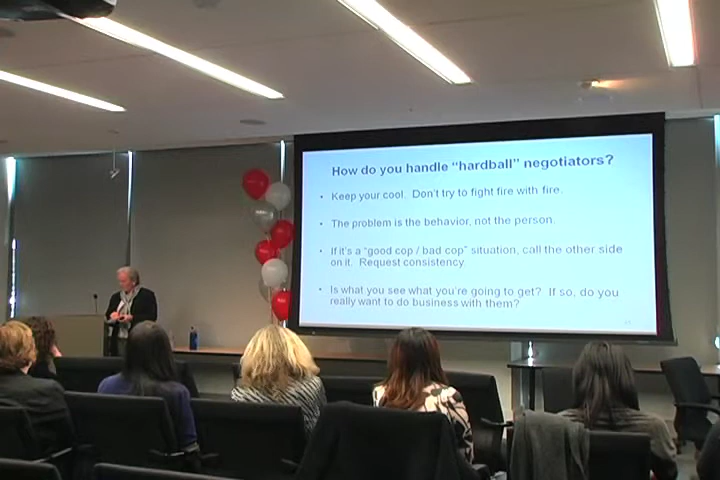 How do you handle “hardball” negotiators?
• Keep your cool. Don’t try to fight fire with fire.
• The problem is the behavior, not the person.
• If it’s a “good cop / bad cop” situation, call the other side
on it. Request consistency.
• Is what you see what you’re going to get? If so, do you
really want to do business with them?